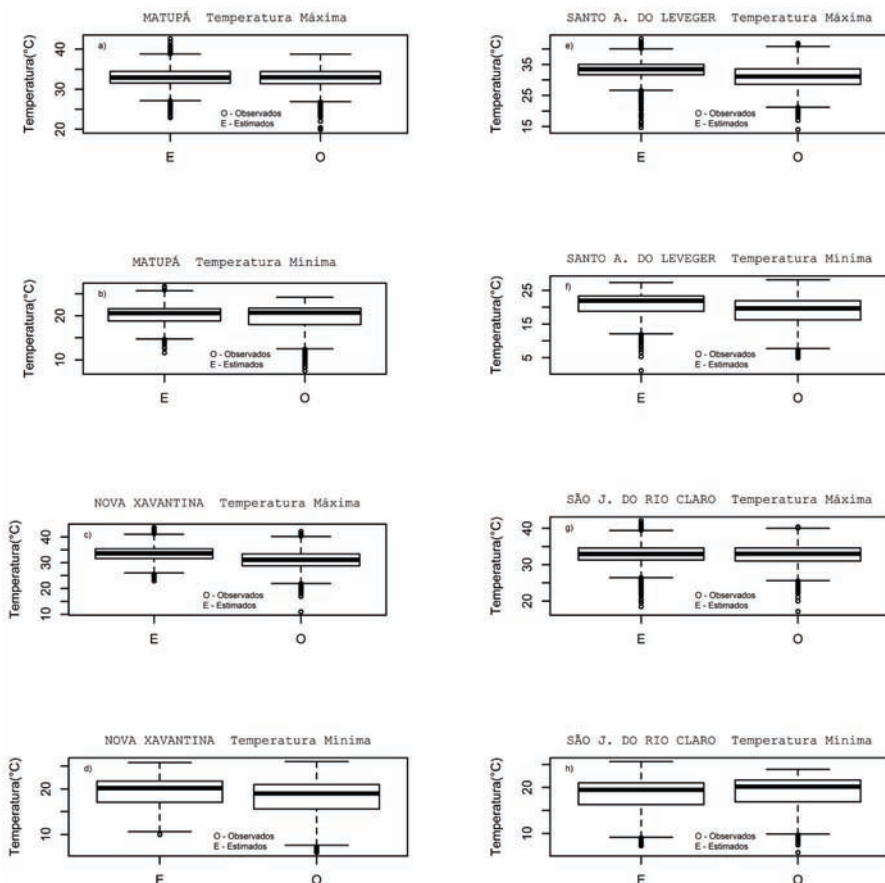 MATUPÁ Temperatura Máxima
a)
Temperatura(°C)
40
30
20
O - Observados
E - Estimados
E
O
SANTO A. DO LEVEGER Temperatura Máxima
e)
Temperatura(°C)
35
25
15
O - Observados
E - Estimados
E
O
MATUPÁ Temperatura Mínima
b)
Temperatura(°C)
20
10
O - Observados
E - Estimados
E
O
SANTO A. DO LEVEGER Temperatura Mínima
f)
Temperatura(°C)
25
15
5
O - Observados
E - Estimados
E
O
NOVA XAVANTINA Temperatura Máxima
c)
Temperatura(°C)
40
30
20
10
O - Observados
E - Estimados
E
O
SÃO J. DO RIO CLARO Temperatura Máxima
g)
Temperatura(°C)
40
30
20
O - Observados
E - Estimados
E
O
NOVA XAVANTINA Temperatura Mínima
d)
Temperatura(°C)
20
10
O - Observados
E - Estimados
E
O
SÃO J. DO RIO CLARO Temperatura Mínima
h)
Temperatura(°C)
20
10
O - Observados
E - Estimados
E
O